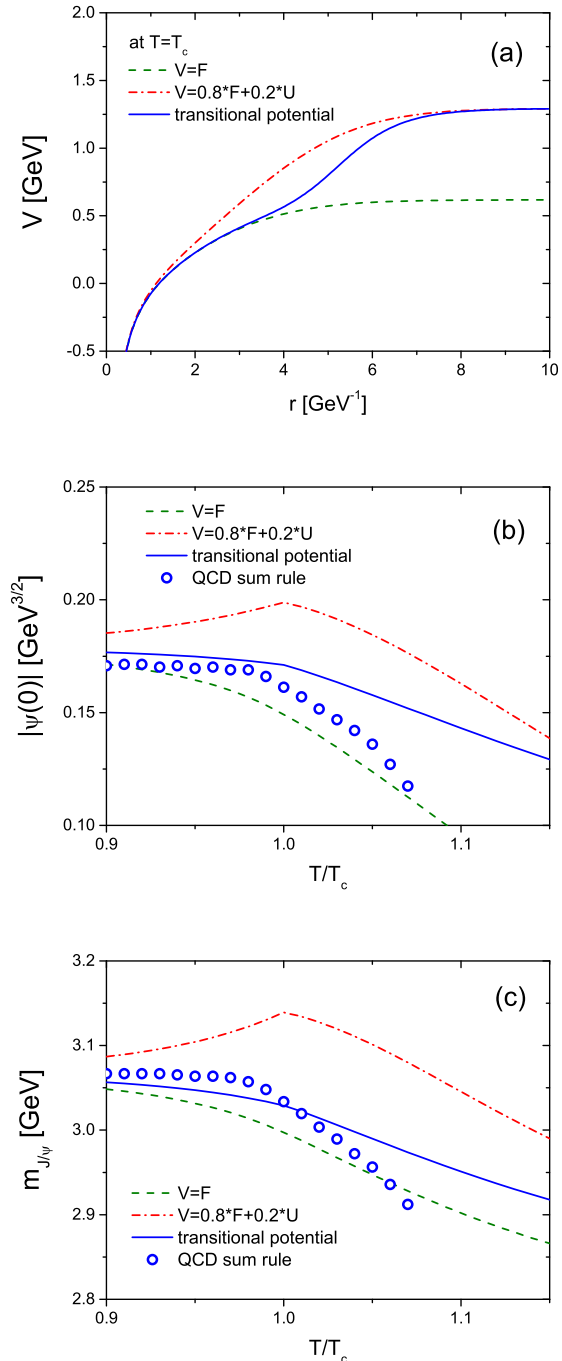 2.0
1.5
1.0
0.5
0.0
-0.5
V [GeV]
at T=T_c
(a)
V=F
V=0.8*F+0.2*U
transitional potential
0 2 4 6 8 10
r [GeV⁻¹]
0.25
0.20
0.15
0.10
|ψ(0)| [GeV^{3/2}]
V=F
(b)
V=0.8*F+0.2*U
transitional potential
QCD sum rule
0.9 1.0 1.1
T/T_c
3.2
3.1
3.0
2.9
2.8
m_{J/ψ} [GeV]
(c)
V=F
V=0.8*F+0.2*U
transitional potential
QCD sum rule
0.9 1.0 1.1
T/T_c